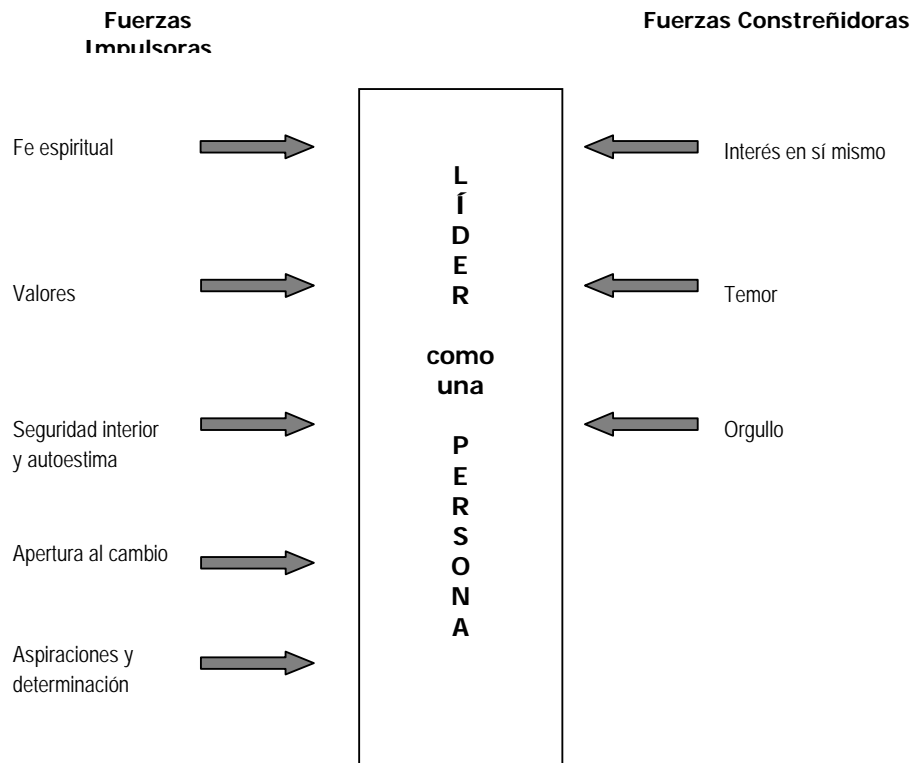 Fuerzas
Impulsoras
Fuerzas Constreñidoras
Fe espiritual
Valores
Seguridad interior
y autoestima
Apertura al cambio
Aspiraciones y
determinación
L
Í
D
E
R
como
una
P
E
R
S
O
N
A
Interés en sí mismo
Temor
Orgullo